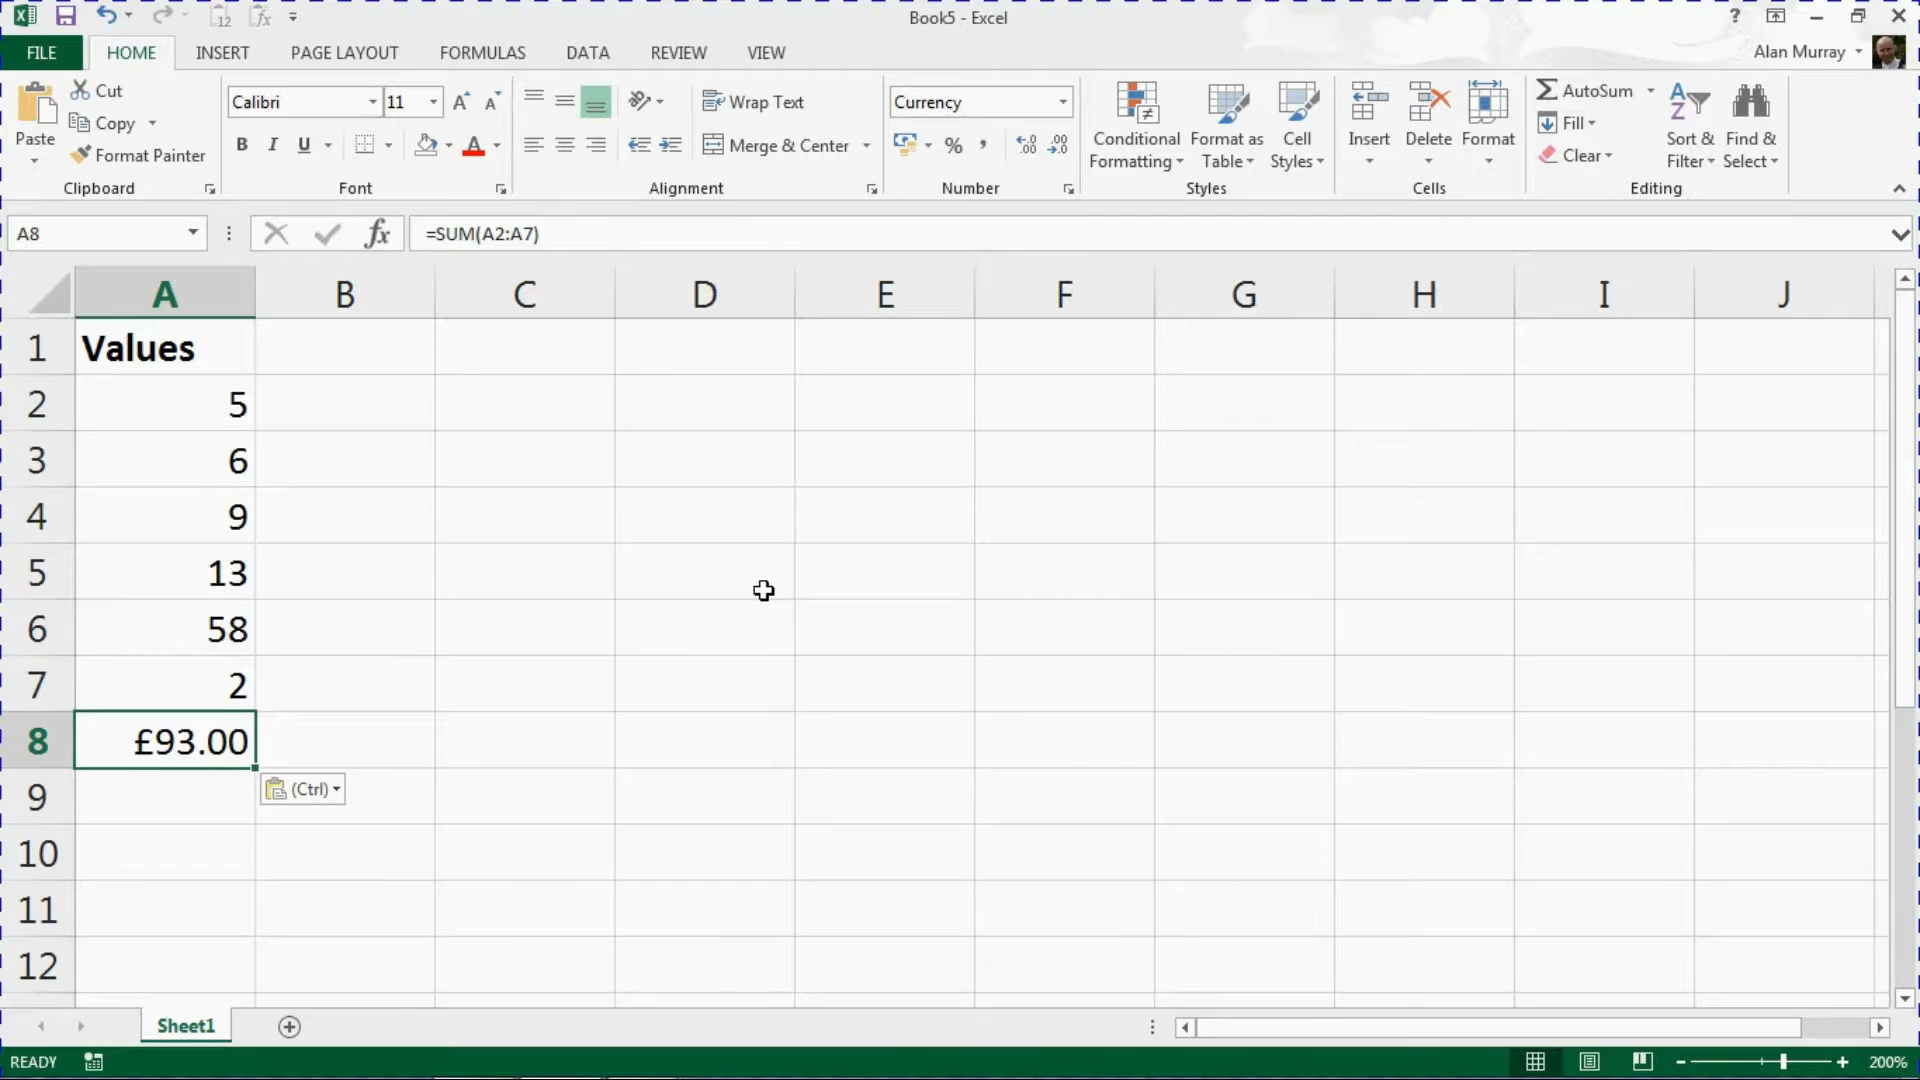 12 fx
Book5 - Excel
?
FILE HOME INSERT PAGE LAYOUT FORMULAS DATA REVIEW VIEW
Alan Murray
Paste
Cut
Copy
Format Painter
Clipboard
Calibri 11
B I U A
Font
Wrap Text
Merge & Center
Alignment
Currency
% ,
Number
Conditional
Formatting
Format as
Table
Cell
Styles
Styles
Insert
Delete
Format
Cells
AutoSum
Fill
Clear
Sort &
Filter
Find &
Select
Editing
A8
fx
=SUM(A2:A7)
A B C D E F G H I J
1 Values
2 5
3 6
4 9
5 13
6 58
7 2
8 £93.00
(Ctrl)
9
10
11
12
Sheet1
READY
200%